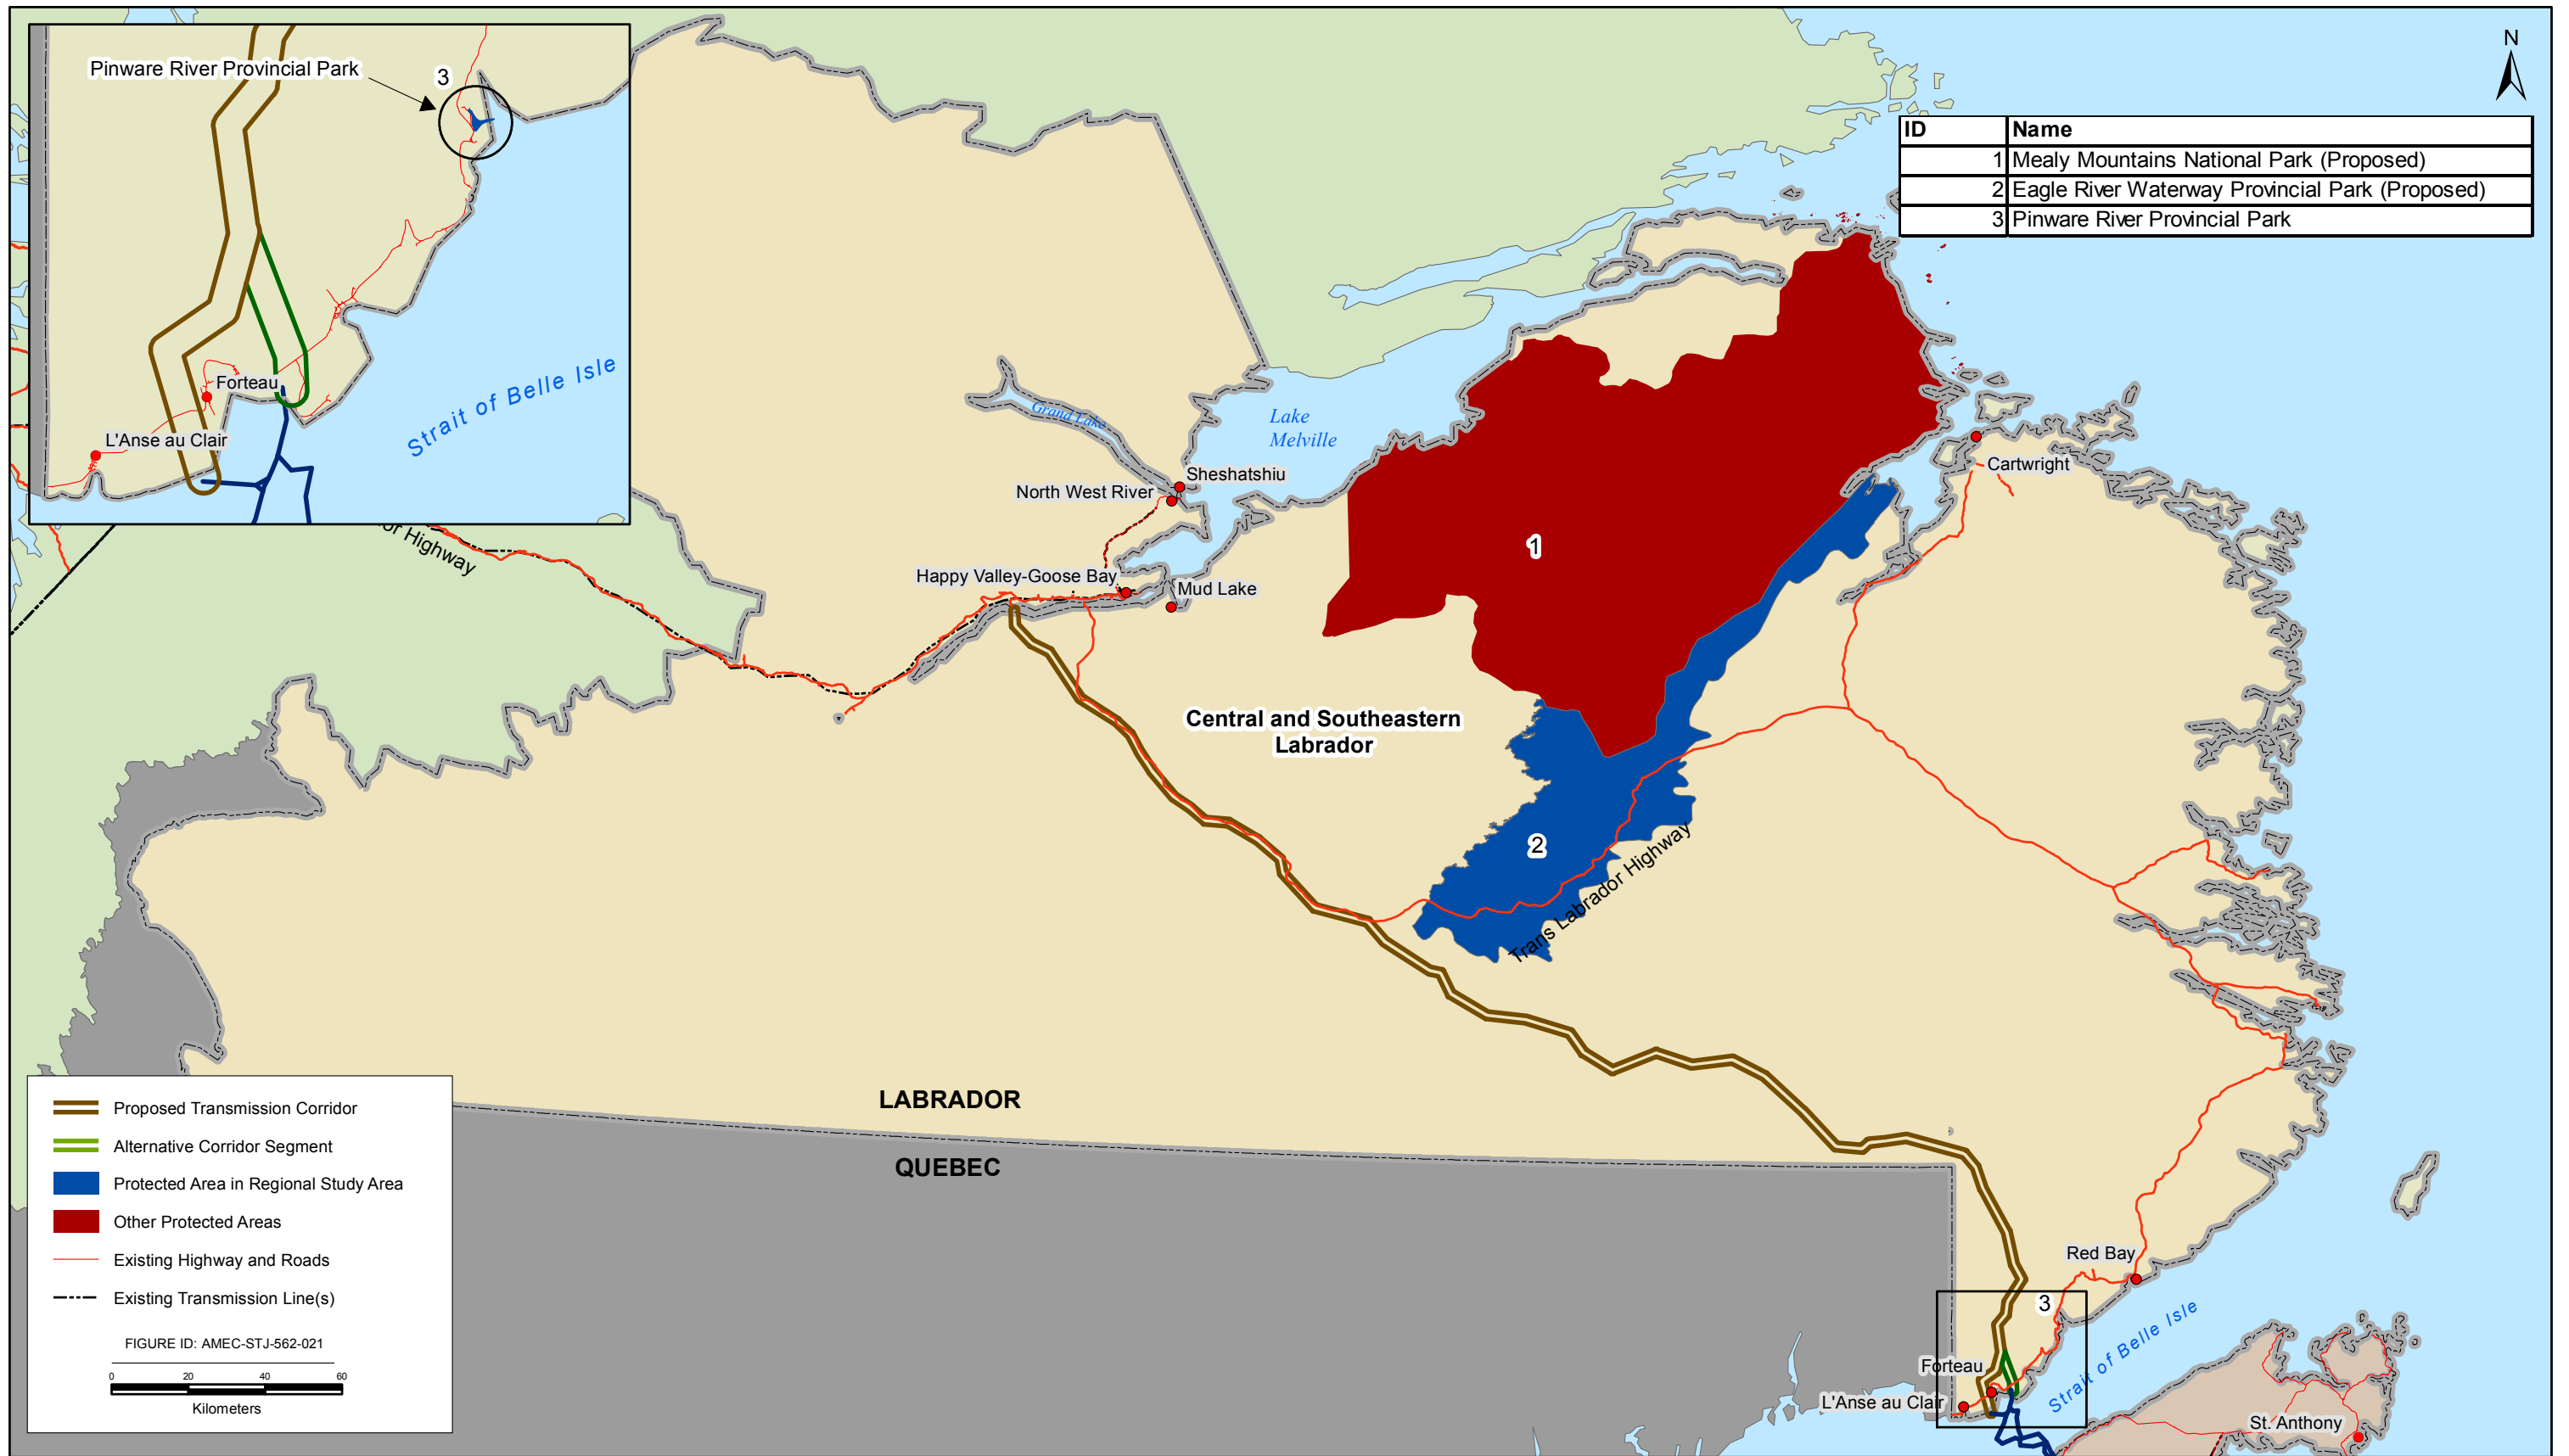 Pinware River Provincial Park
3
Forteau
L'Anse au Clair
Strait of Belle Isle
N
ID Name
1 Mealy Mountains National Park (Proposed)
2 Eagle River Waterway Provincial Park (Proposed)
3 Pinware River Provincial Park
or Highway
Grand Lake
Lake
Melville
Sheshatshiu
North West River
Happy Valley-Goose Bay
Mud Lake
Cartwright
1
Central and Southeastern
Labrador
2
Trans Labrador Highway
LABRADOR
QUEBEC
Red Bay
3
Forteau
L'Anse au Clair
Strait of Belle Isle
St. Anthony
Proposed Transmission Corridor
Alternative Corridor Segment
Protected Area in Regional Study Area
Other Protected Areas
Existing Highway and Roads
Existing Transmission Line(s)
FIGURE ID: AMEC-STJ-562-021
0 20 40 60
Kilometers